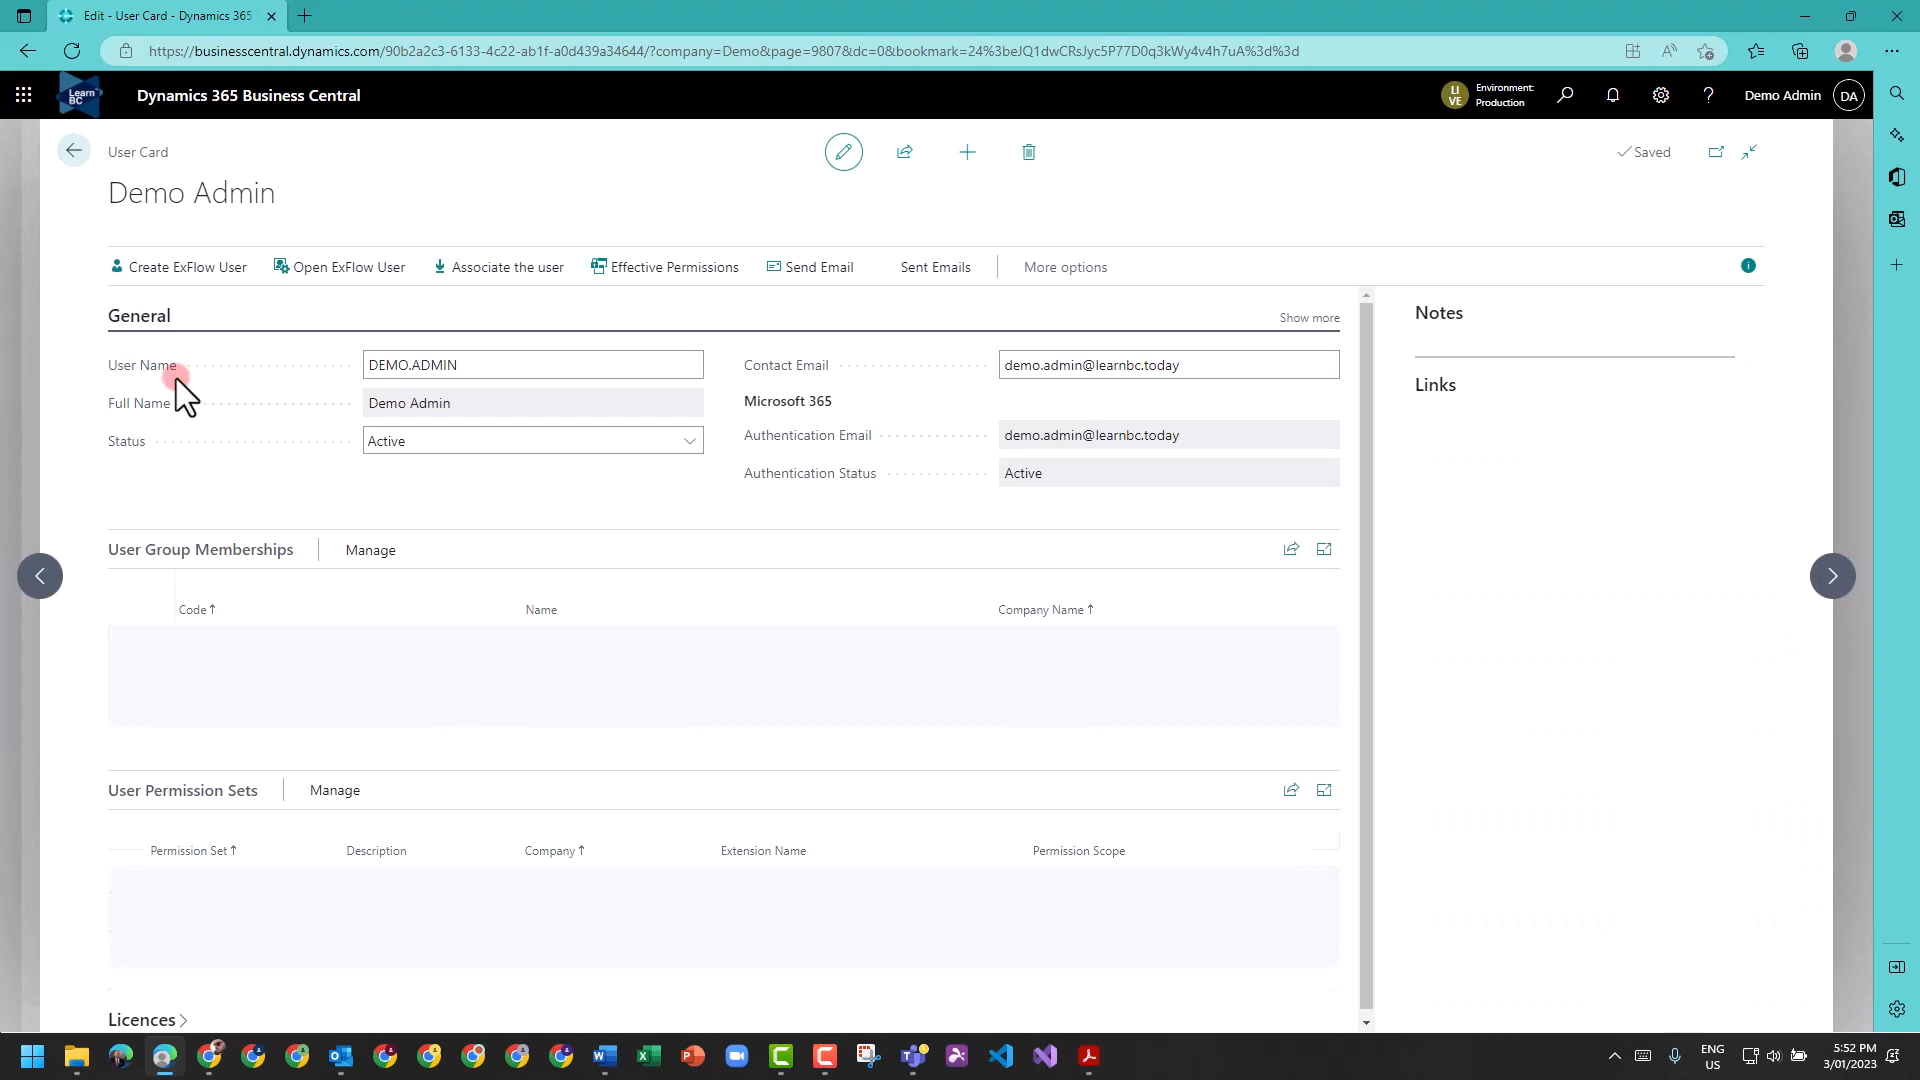 Edit - User Card - Dynamics 365
https://businesscentral.dynamics.com/90b2a2c3-6133-4c22-ab1f-a0d439a34644/?company=Demo&page=9807&dc=0&bookmark=24%3beJQ1dwCRsJyc5P77D0q3kWy4v4h7uA%3d%3d
Learn BC
Dynamics 365 Business Central
LI
VE
Environment:
Production
Demo Admin
DA
User Card
Saved
Demo Admin
Create ExFlow User
Open ExFlow User
Associate the user
Effective Permissions
Send Email
Sent Emails
More options
General
Show more
User Name
DEMO.ADMIN
Full Name
Demo Admin
Status
Active
Contact Email
demo.admin@learnbc.today
Microsoft 365
Authentication Email
demo.admin@learnbc.today
Authentication Status
Active
Notes
Links
User Group Memberships
Manage
Code↑
Name
Company Name↑
User Permission Sets
Manage
Permission Set↑
Description
Company↑
Extension Name
Permission Scope
Licences
ENG
US
5:52 PM
3/01/2023